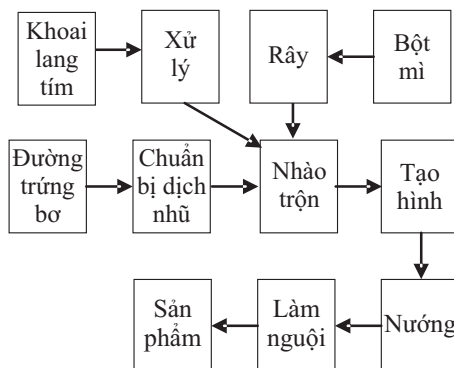 Khoai
lang
tím
Xử
lý
Rây
Bột
mì
Đường
trứng
bơ
Chuẩn
bị dịch
nhũ
Nhào
trộn
Tạo
hình
Sản
phẩm
Làm
nguội
Nướng